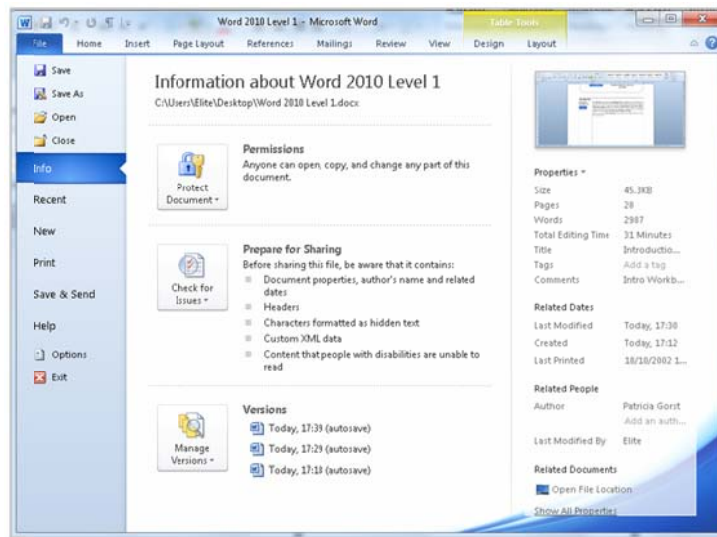 Word 2010 Level 1 - Microsoft Word
Table Tools
File Home Insert Page Layout References Mailings Review View Design Layout
Save
Save As
Open
Close
Info
Recent
New
Print
Save & Send
Help
Options
Exit
Information about Word 2010 Level 1
C:\Users\Elite\Desktop\Word 2010 Level 1.docx
Protect
Document
Permissions
Anyone can open, copy, and change any part of this
document.
Check for
Issues
Prepare for Sharing
Before sharing this file, be aware that it contains:
Document properties, author's name and related
dates
Headers
Characters formatted as hidden text
Custom XML data
Content that people with disabilities are unable to
read
Manage
Versions
Versions
Today, 17:39 (autosave)
Today, 17:29 (autosave)
Today, 17:18 (autosave)
Properties
Size 45.3KB
Pages 28
Words 2987
Total Editing Time 31 Minutes
Title Introductio...
Tags Add a tag
Comments Intro Workb...
Related Dates
Last Modified Today, 17:30
Created Today, 17:12
Last Printed 18/10/2002 1...
Related People
Author Patricia Gorst
Add an auth...
Last Modified By Elite
Related Documents
Open File Location
Show All Properties